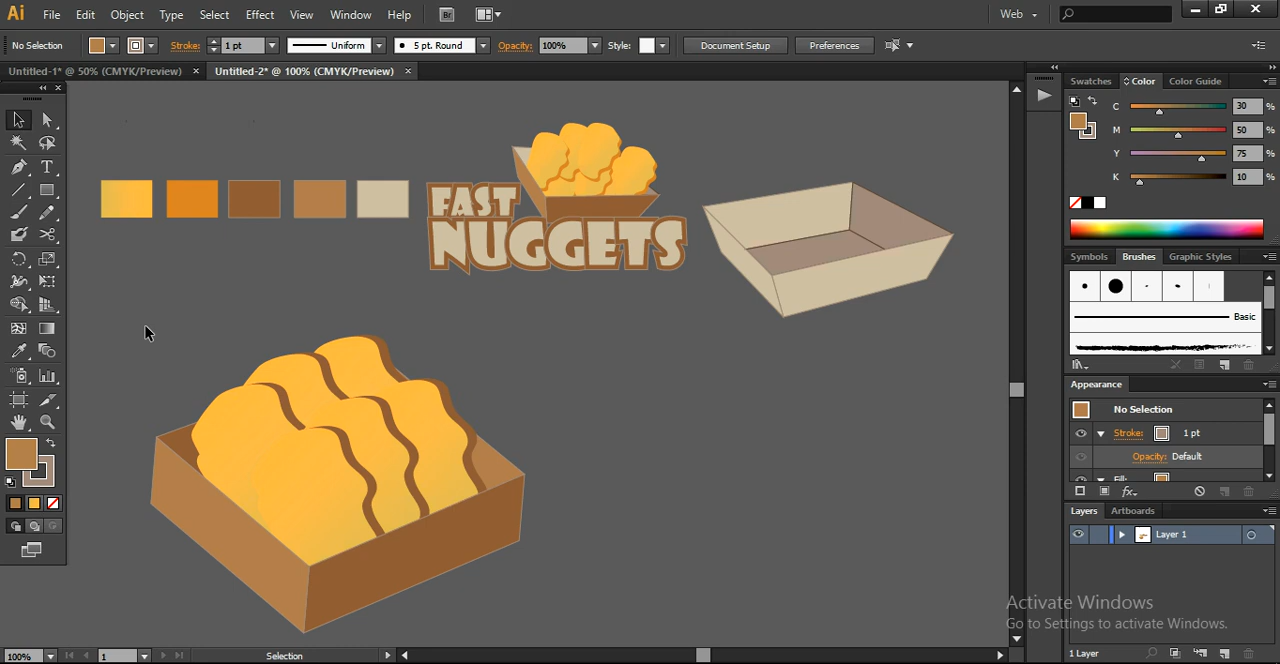 Ai File Edit Object Type Select Effect View Window Help Br Web
No Selection Stroke: 1 pt Uniform 5 pt. Round Opacity: 100% Style: Document Setup Preferences
Untitled-1* @ 50% (CMYK/Preview) × Untitled-2* @ 100% (CMYK/Preview) ×
Swatches Color Color Guide
C 30 %
M 50 %
Y 75 %
K 10 %
FAST
NUGGETS
Symbols Brushes Graphic Styles
Basic
Appearance
No Selection
Stroke: 1 pt
Opacity: Default
Fill:
fx
Layers Artboards
Layer 1
Activate Windows
Go to Settings to activate Windows.
1 Layer
100% 1 Selection